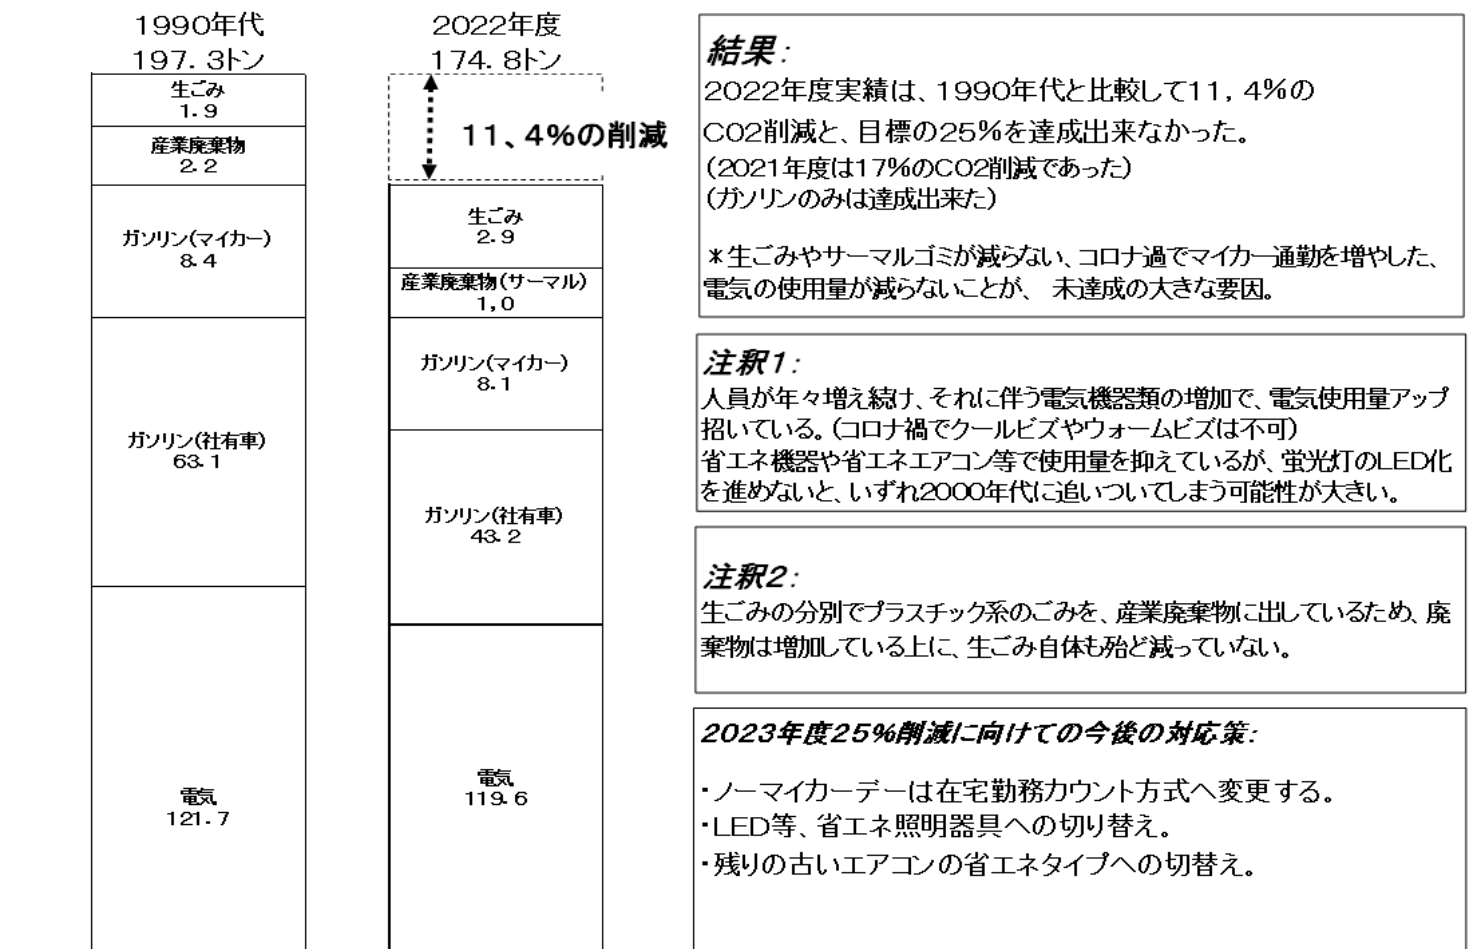 1990年代
197.3トン
生ごみ
1.9
産業廃棄物
2.2
ガソリン(マイカー)
8.4
ガソリン(社有車)
63.1
電気
121.7
2022年度
174.8トン
11、4%の削減
生ごみ
2.9
産業廃棄物(サーマル)
1,0
ガソリン(マイカー)
8.1
ガソリン(社有車)
43.2
電気
119.6
結果:
2022年度実績は、1990年代と比較して11,4%の
CO2削減と、目標の25%を達成出来なかった。
(2021年度は17%のCO2削減であった)
(ガソリンのみは達成出来た)
*生ごみやサーマルゴミが減らない、コロナ過でマイカー通勤を増やした、
電気の使用量が減らないことが、 未達成の大きな要因。
注釈1:
人員が年々増え続け、それに伴う電気機器類の増加で、電気使用量アップ
招いている。(コロナ禍でクールビズやウォームビズは不可)
省エネ機器や省エネエアコン等で使用量を抑えているが、蛍光灯のLED化
を進めないと、いずれ2000年代に追いついてしまう可能性が大きい。
注釈2:
生ごみの分別でプラスチック系のごみを、産業廃棄物に出しているため、廃
棄物は増加している上に、生ごみ自体も殆ど減っていない。
2023年度25%削減に向けての今後の対応策:
・ノーマイカーデーは在宅勤務カウント方式へ変更する。
・LED等、省エネ照明器具への切り替え。
・残りの古いエアコンの省エネタイプへの切替え。